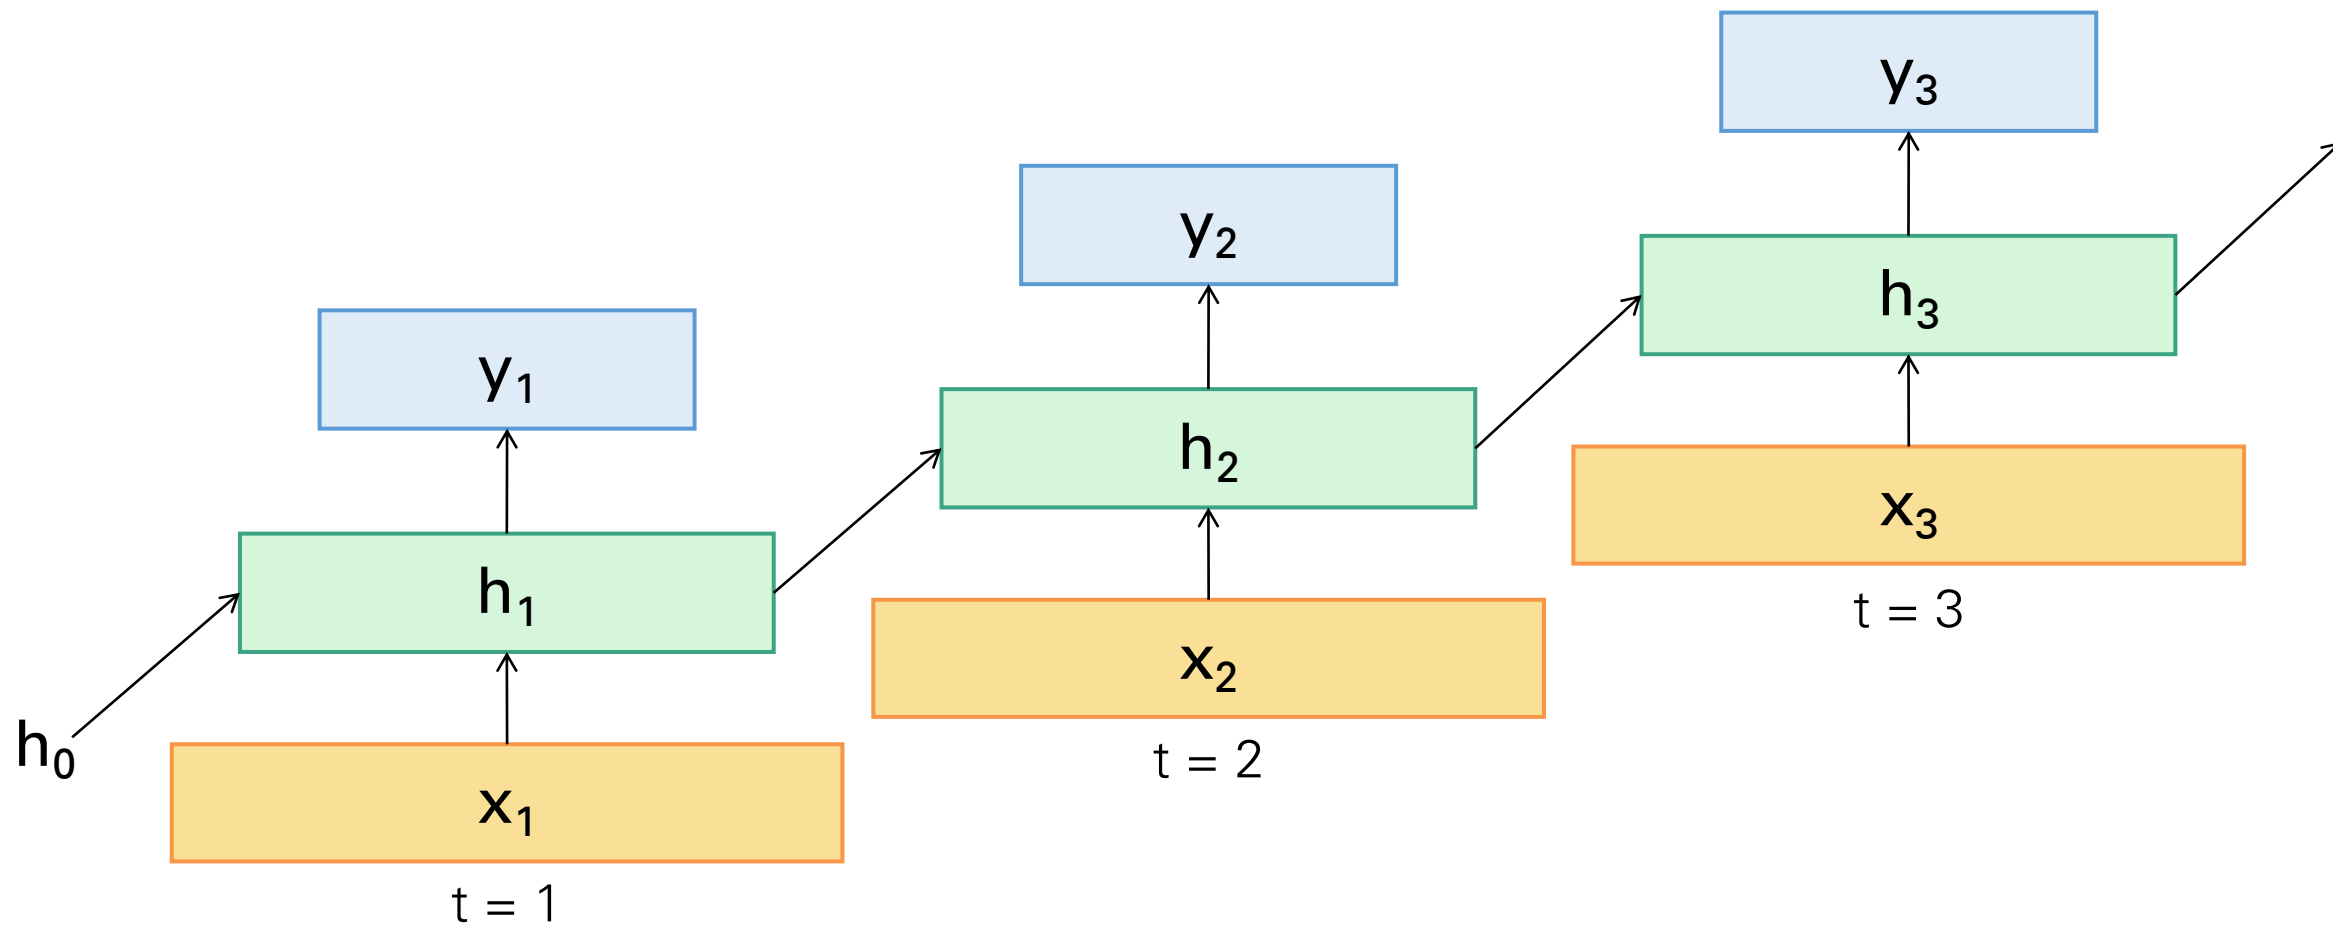 y₃
y₂
h₃
y₁
h₂
x₃
h₁
t = 3
x₂
h₀
t = 2
x₁
t = 1